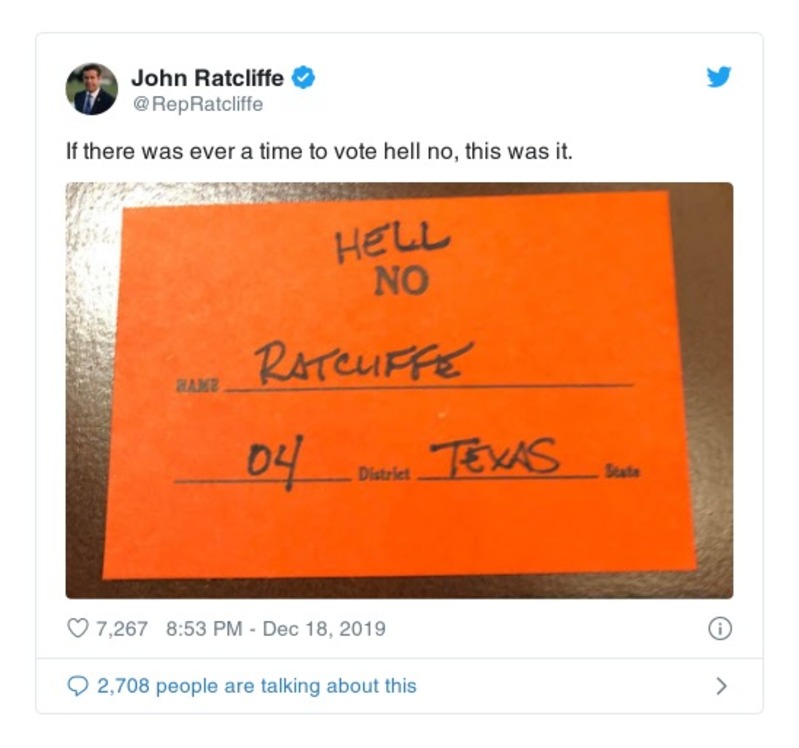 John Ratcliffe
@RepRatcliffe
If there was ever a time to vote hell no, this was it.
HELL
NO
NAME RATCLIFFE
04 District TEXAS State
7,267 8:53 PM - Dec 18, 2019
2,708 people are talking about this